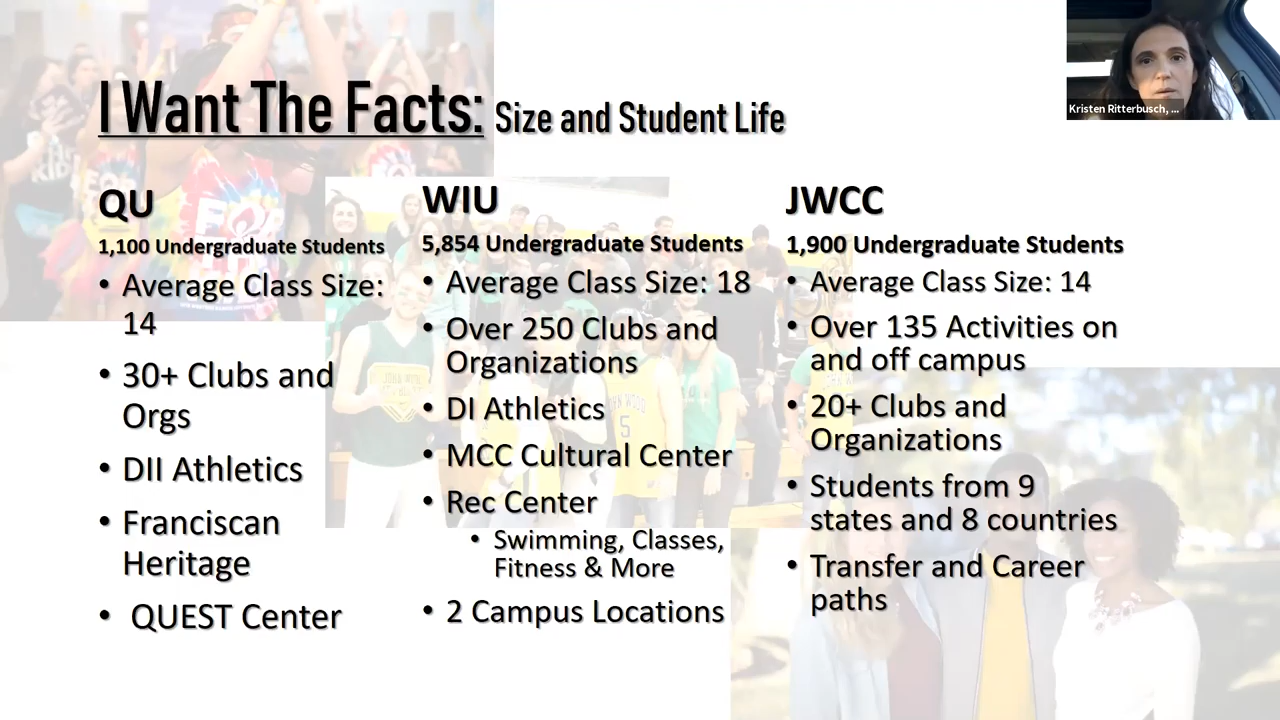 I Want The Facts: Size and Student Life
Kristen Ritterbusch, ...
QU
1,100 Undergraduate Students
• Average Class Size:
14
• 30+ Clubs and
Orgs
• DII Athletics
• Franciscan
Heritage
• QUEST Center
WIU
5,854 Undergraduate Students
• Average Class Size: 18
• Over 250 Clubs and
Organizations
• DI Athletics
• MCC Cultural Center
• Rec Center
• Swimming, Classes,
Fitness & More
• 2 Campus Locations
JWCC
1,900 Undergraduate Students
• Average Class Size: 14
• Over 135 Activities on
and off campus
• 20+ Clubs and
Organizations
• Students from 9
states and 8 countries
• Transfer and Career
paths